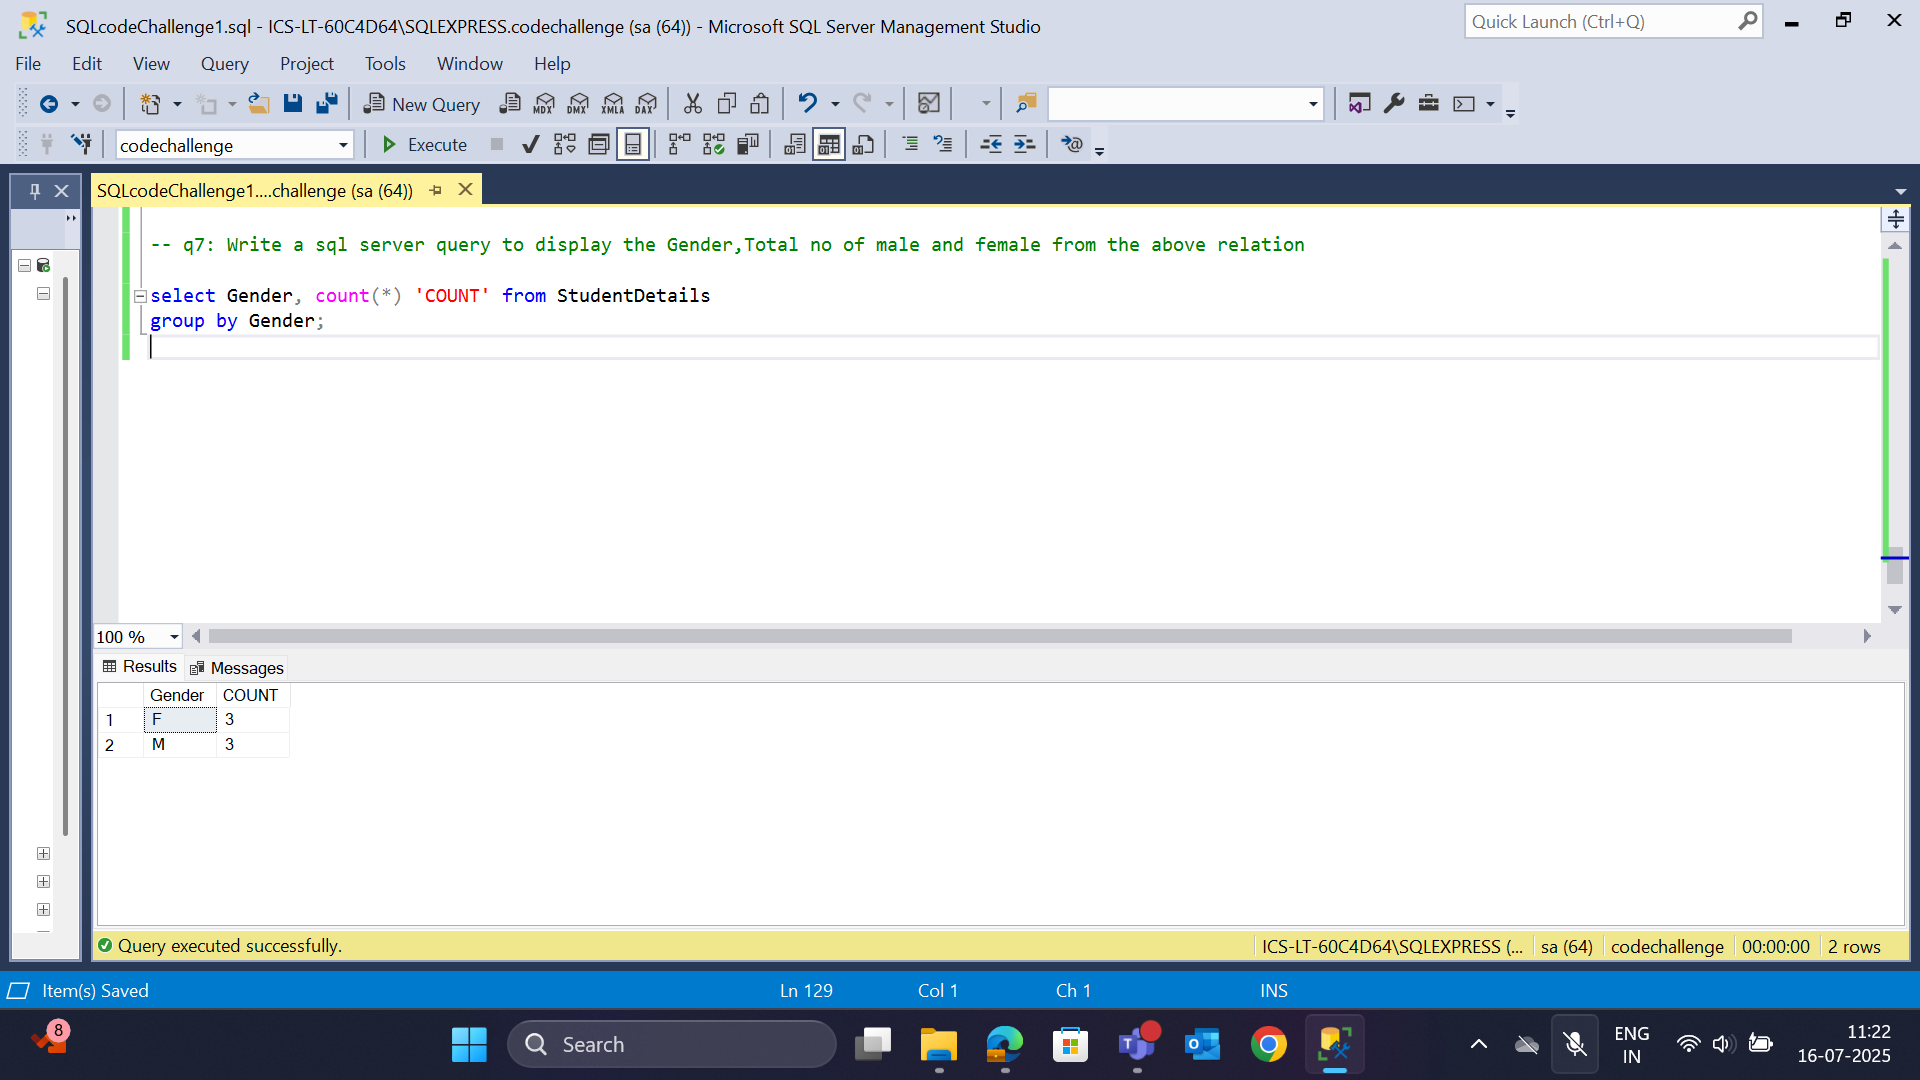 SQLcodeChallenge1.sql - ICS-LT-60C4D64\SQLEXPRESS.codechallenge (sa (64)) - Microsoft SQL Server Management Studio
Quick Launch (Ctrl+Q)
File Edit View Query Project Tools Window Help
New Query MDX DMX XMLA DAX
codechallenge Execute
SQLcodeChallenge1....challenge (sa (64))
-- q7: Write a sql server query to display the Gender,Total no of male and female from the above relation
select Gender, count(*) 'COUNT' from StudentDetails
group by Gender;
100 %
Results Messages
Gender COUNT
1 F 3
2 M 3
Query executed successfully. ICS-LT-60C4D64\SQLEXPRESS (... sa (64) codechallenge 00:00:00 2 rows
Item(s) Saved Ln 129 Col 1 Ch 1 INS
8
Search
ENG
IN
11:22
16-07-2025